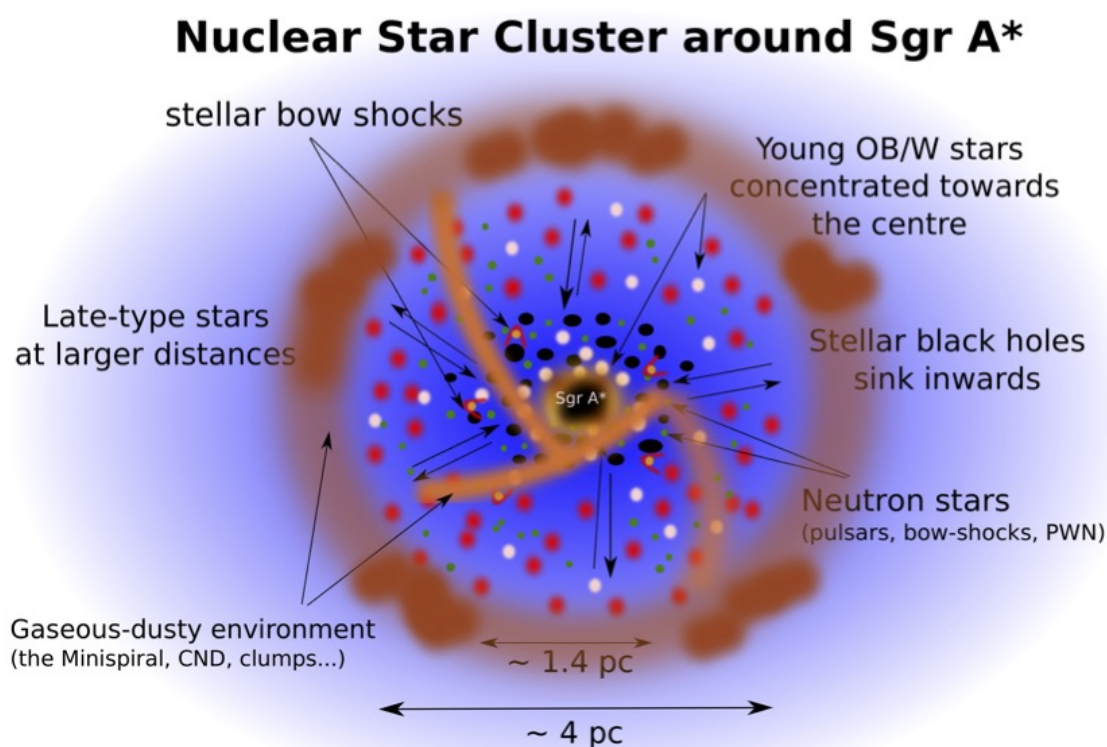 Nuclear Star Cluster around Sgr A*
stellar bow shocks
Young OB/W stars
concentrated towards
the centre
Late-type stars
at larger distances
Stellar black holes
sink inwards
Sgr A*
Neutron stars
(pulsars, bow-shocks, PWN)
Gaseous-dusty environment
(the Minispiral, CND, clumps...)
~ 1.4 pc
~ 4 pc